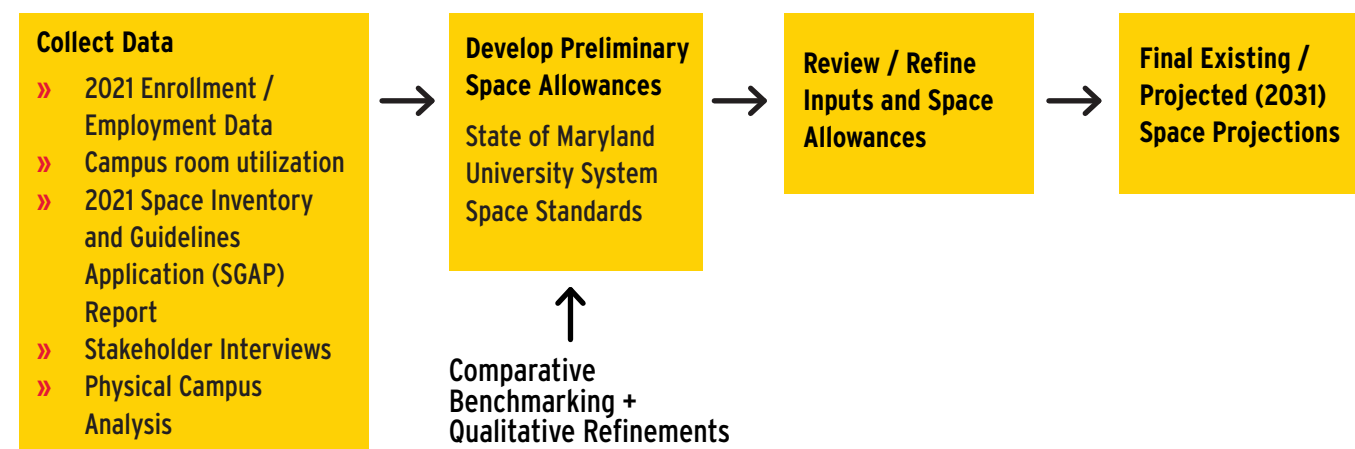 Collect Data
» 2021 Enrollment /
Employment Data
» Campus room utilization
» 2021 Space Inventory
and Guidelines
Application (SGAP)
Report
» Stakeholder Interviews
» Physical Campus
Analysis
Develop Preliminary
Space Allowances
State of Maryland
University System
Space Standards
Comparative
Benchmarking +
Qualitative Refinements
Review / Refine
Inputs and Space
Allowances
Final Existing /
Projected (2031)
Space Projections